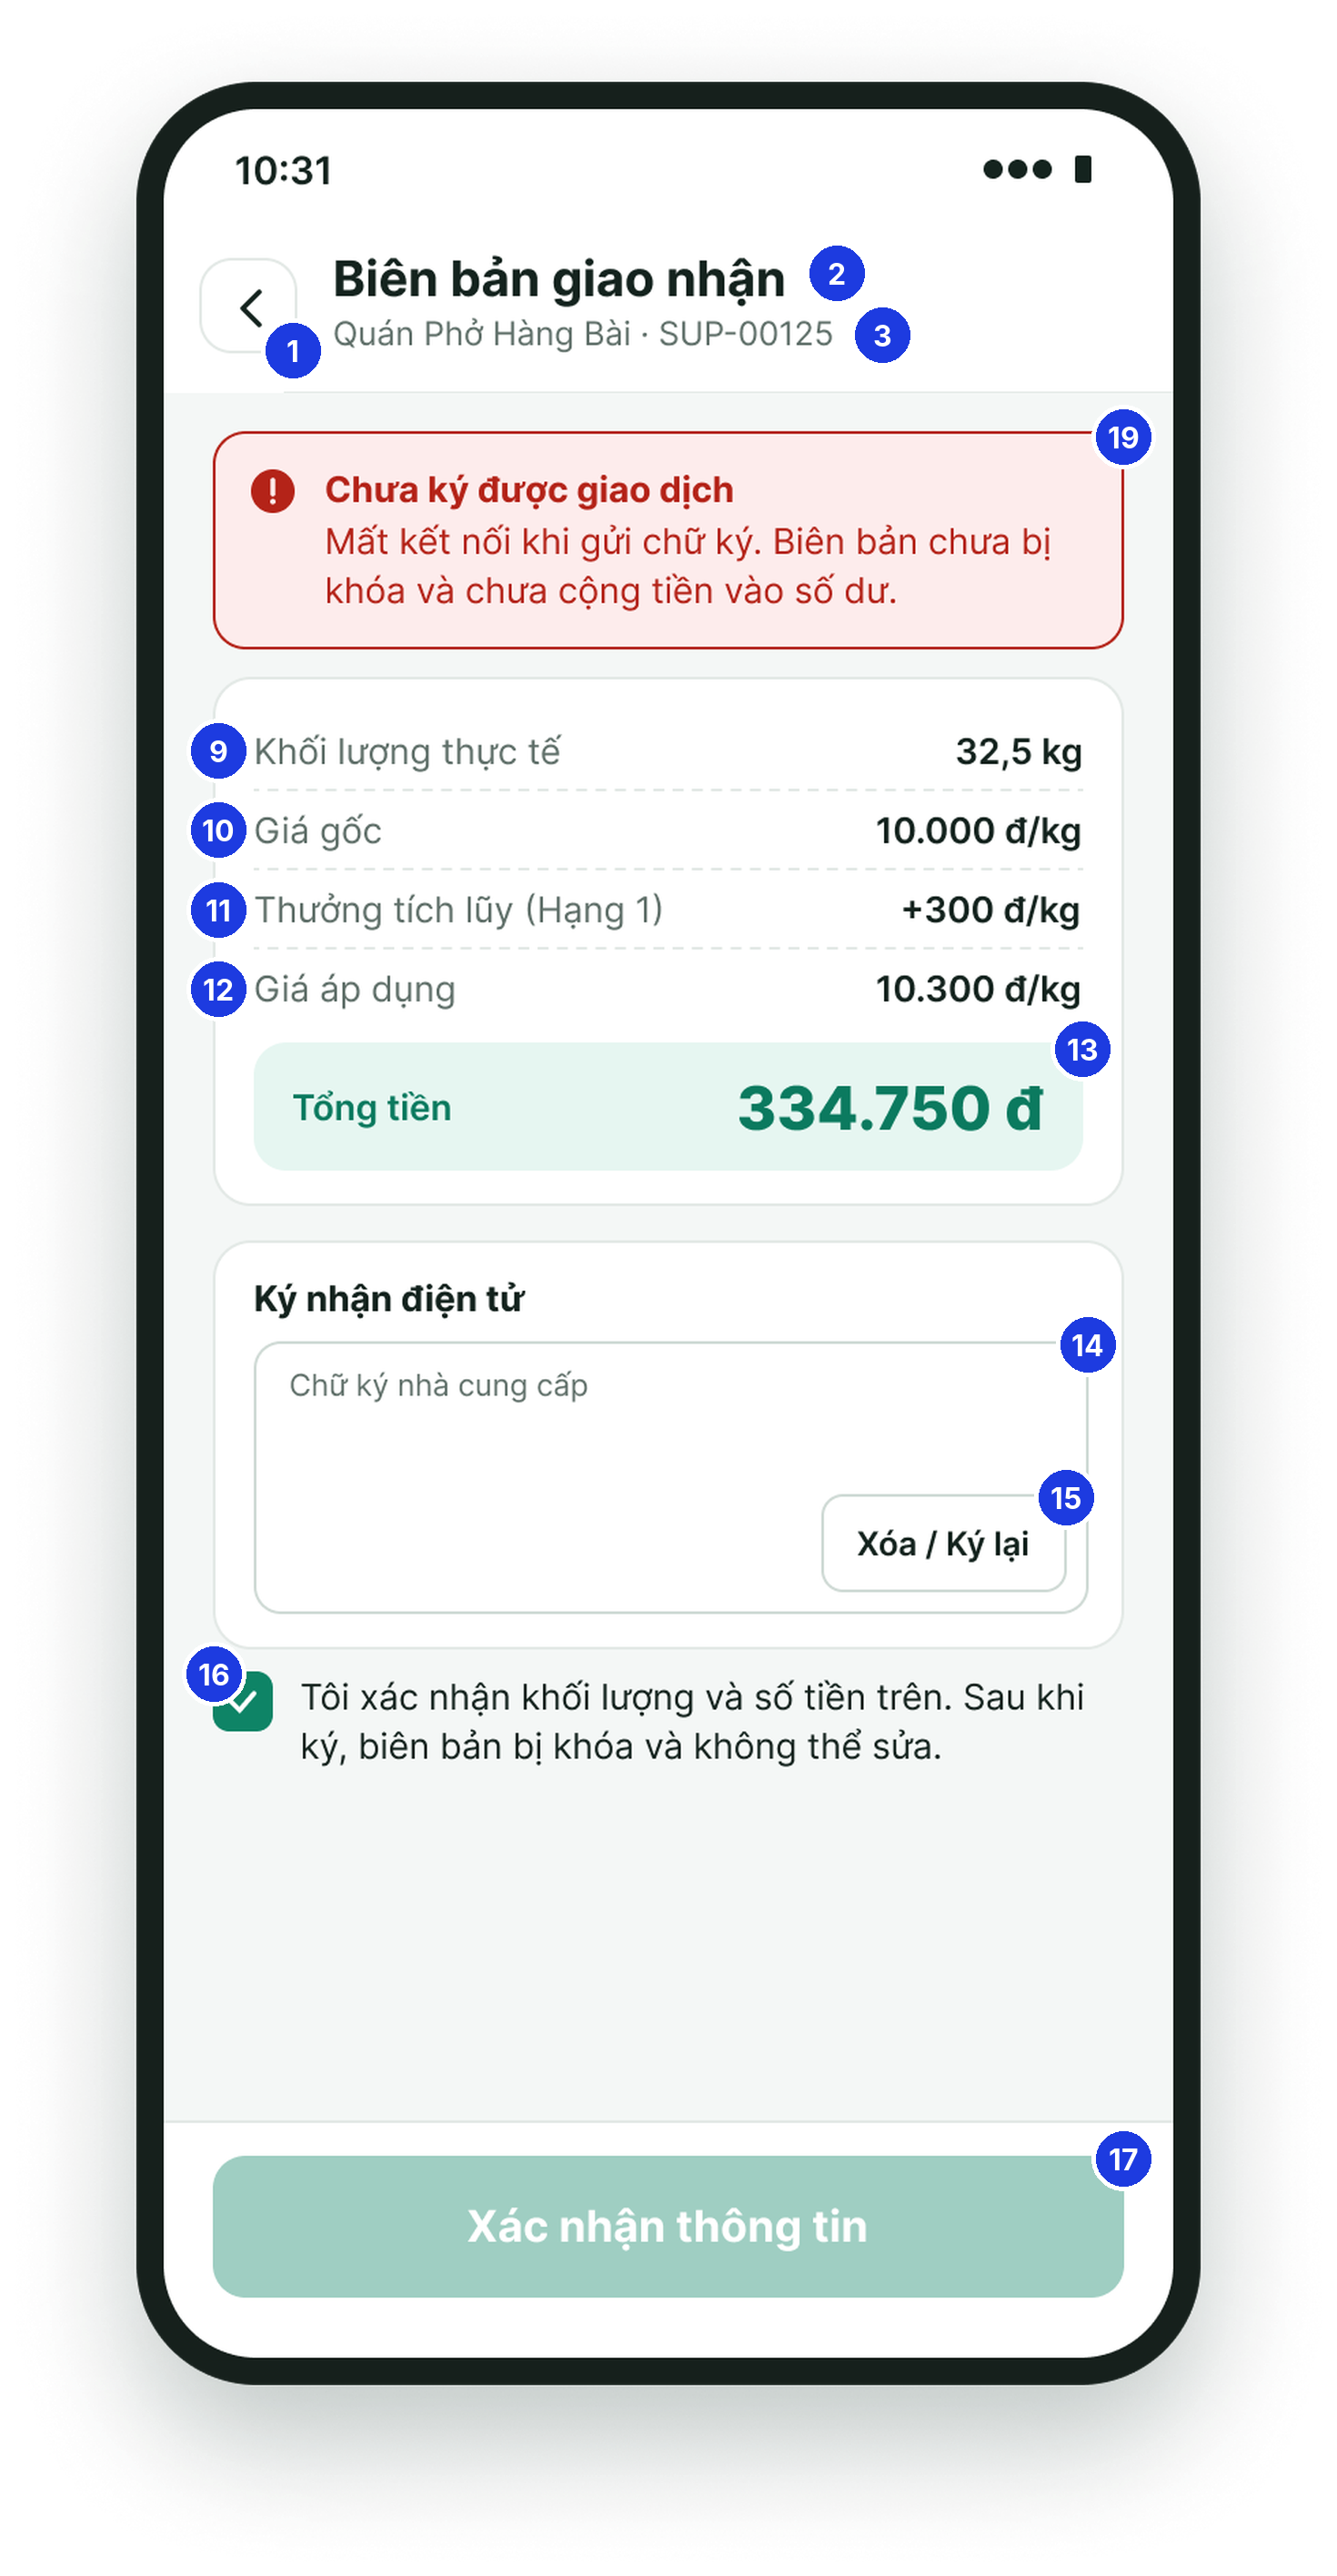 10:31
Biên bản giao nhận 2
Quán Phở Hàng Bài · SUP-00125 3
1
19
Chưa ký được giao dịch
Mất kết nối khi gửi chữ ký. Biên bản chưa bị
khóa và chưa cộng tiền vào số dư.
9 Khối lượng thực tế 32,5 kg
10 Giá gốc 10.000 đ/kg
11 Thưởng tích lũy (Hạng 1) +300 đ/kg
12 Giá áp dụng 10.300 đ/kg
13
Tổng tiền 334.750 đ
Ký nhận điện tử
14
Chữ ký nhà cung cấp
15
Xóa / Ký lại
16
Tôi xác nhận khối lượng và số tiền trên. Sau khi
ký, biên bản bị khóa và không thể sửa.
17
Xác nhận thông tin